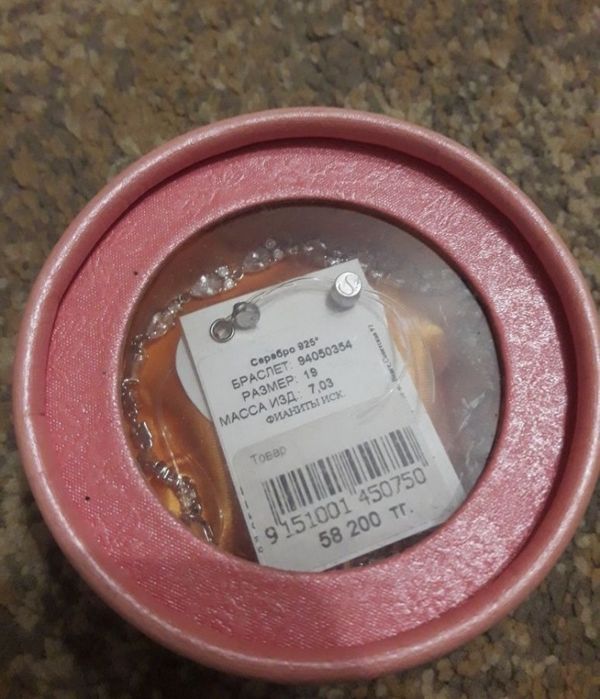 Серебро 925°
БРАСЛЕТ: 94050354
РАЗМЕР: 19
МАССА ИЗД.: 7,03
ФИАНИТЫ ИСК.
Товар
9 151001 450750
58 200 тг.
S